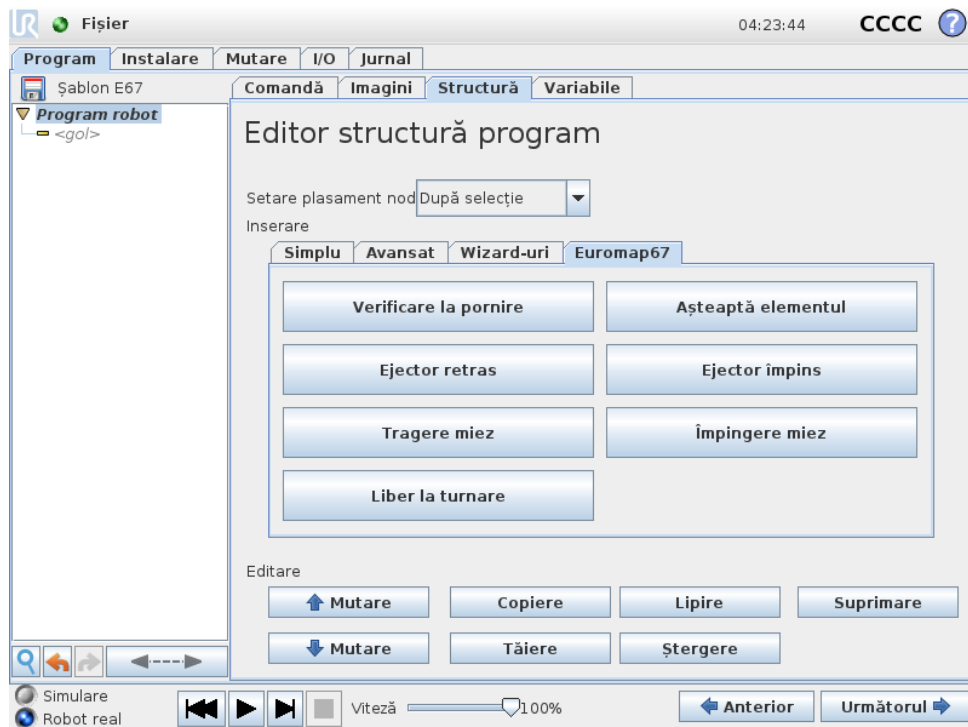 UR Fișier 04:23:44 CCCC ?
Program Instalare Mutare I/O Jurnal
Șablon E67
Comandă Imagini Structură Variabile
Program robot
<gol>
Editor structură program
Setare plasament nod După selecție
Inserare
Simplu Avansat Wizard-uri Euromap67
Verificare la pornire Așteaptă elementul
Ejector retras Ejector împins
Tragere miez Împingere miez
Liber la turnare
Editare
Mutare Copiere Lipire Suprimare
Mutare Tăiere Ștergere
Simulare
Robot real
Viteză 100%
Anterior Următorul